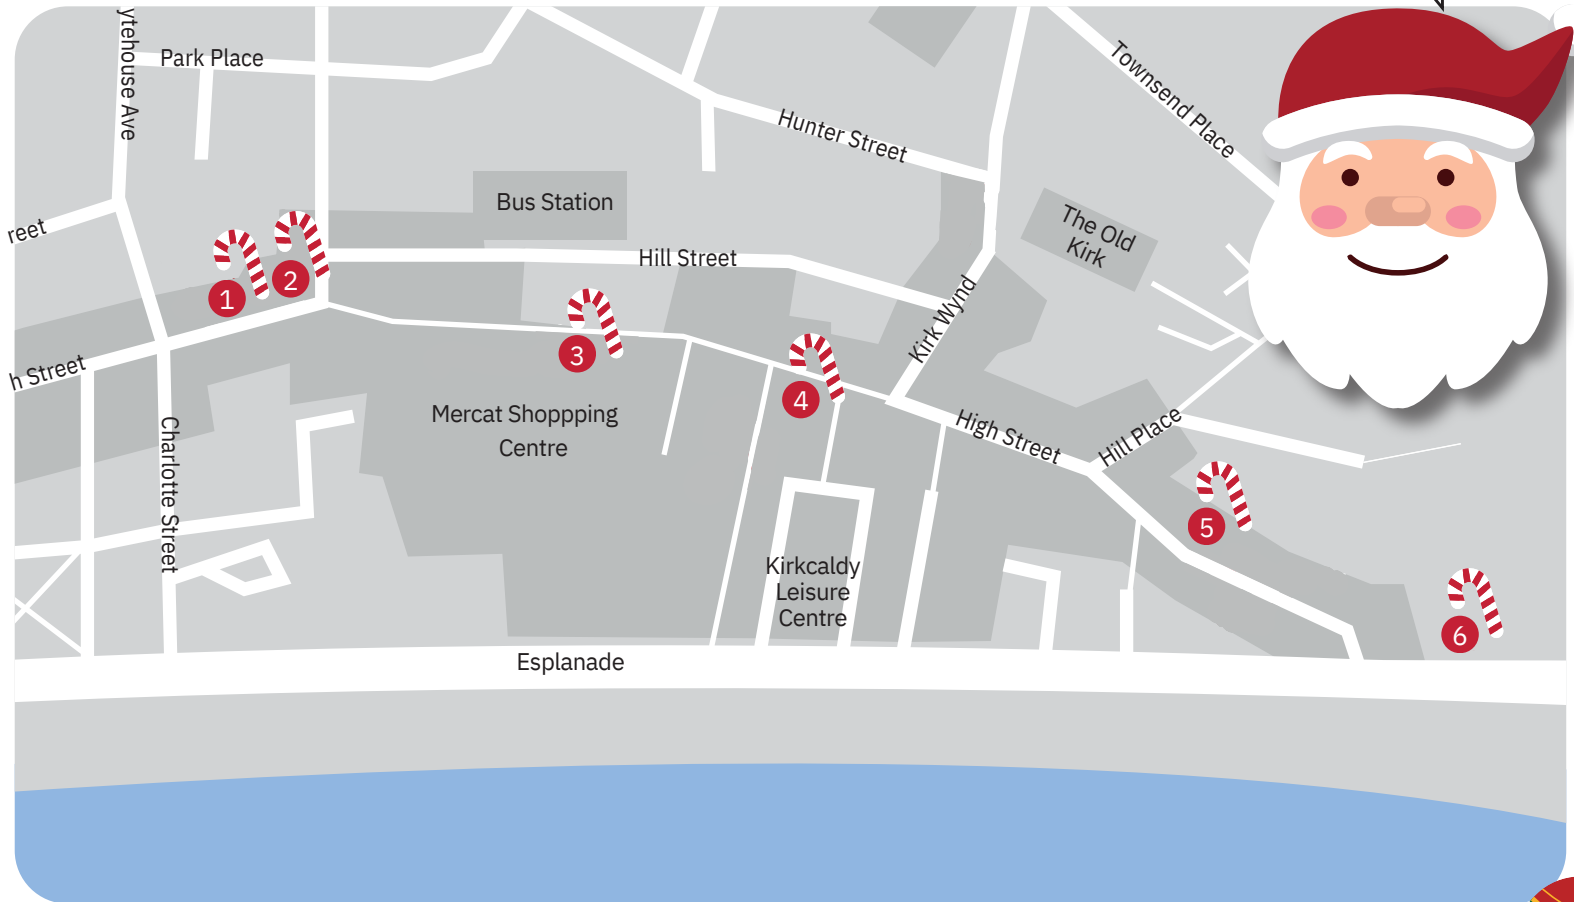 ytehouse Ave
Park Place
Townsend Place
Hunter Street
Bus Station
The Old
Kirk
reet
Hill Street
1
2
3
4
Kirk Wynd
h Street
Mercat Shoppping
Centre
Charlotte Street
High Street
Hill Place
5
Kirkcaldy
Leisure
Centre
6
Esplanade